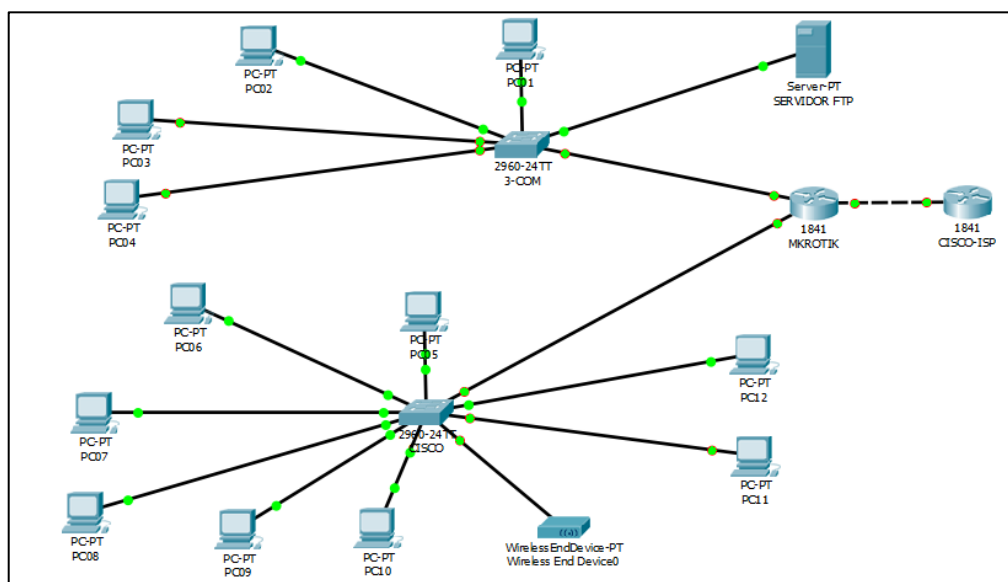 PC-PT
PC02
PC-PT
PC01
Server-PT
SERVIDOR FTP
PC-PT
PC03
2960-24TT
3-COM
PC-PT
PC04
1841
MKROTIK
1841
CISCO-ISP
PC-PT
PC06
PC-PT
PC05
PC-PT
PC12
PC-PT
PC07
2960-24TT
CISCO
PC-PT
PC11
PC-PT
PC08
PC-PT
PC09
PC-PT
PC10
WirelessEndDevice-PT
Wireless End Device0